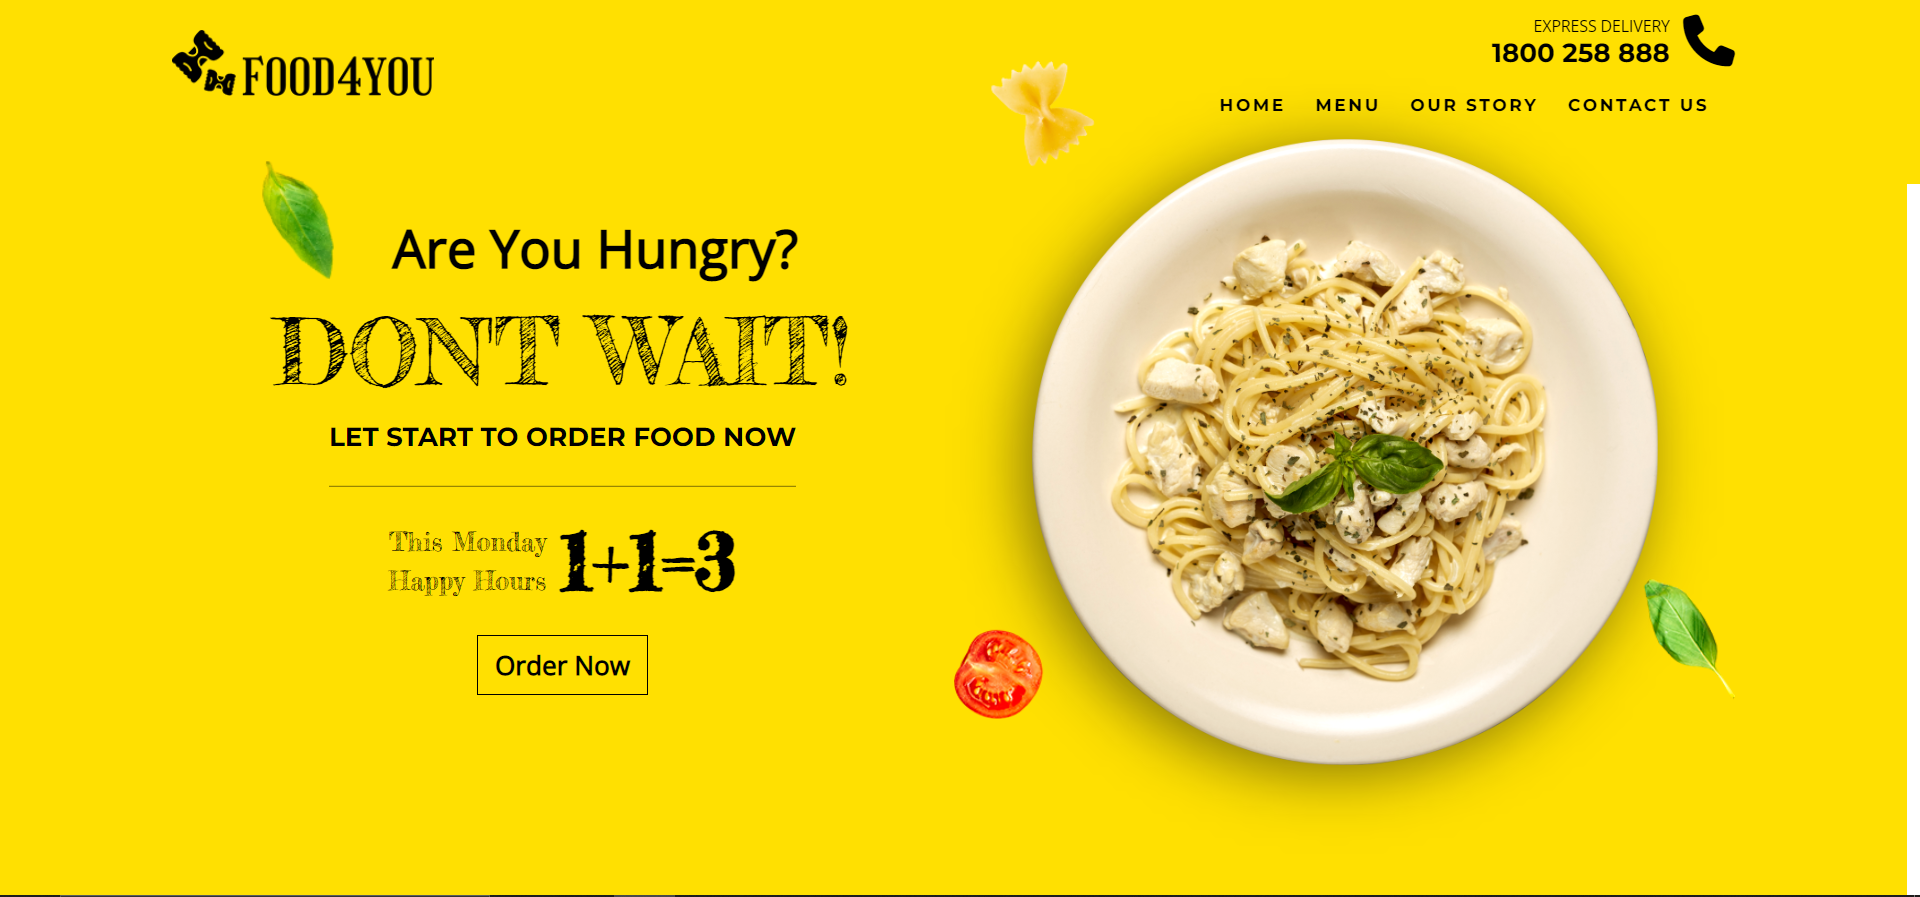 FOOD4YOU
EXPRESS DELIVERY
1800 258 888
HOME MENU OUR STORY CONTACT US
Are You Hungry?
DON'T WAIT!
LET START TO ORDER FOOD NOW
This Monday
Happy Hours
1+1=3
Order Now